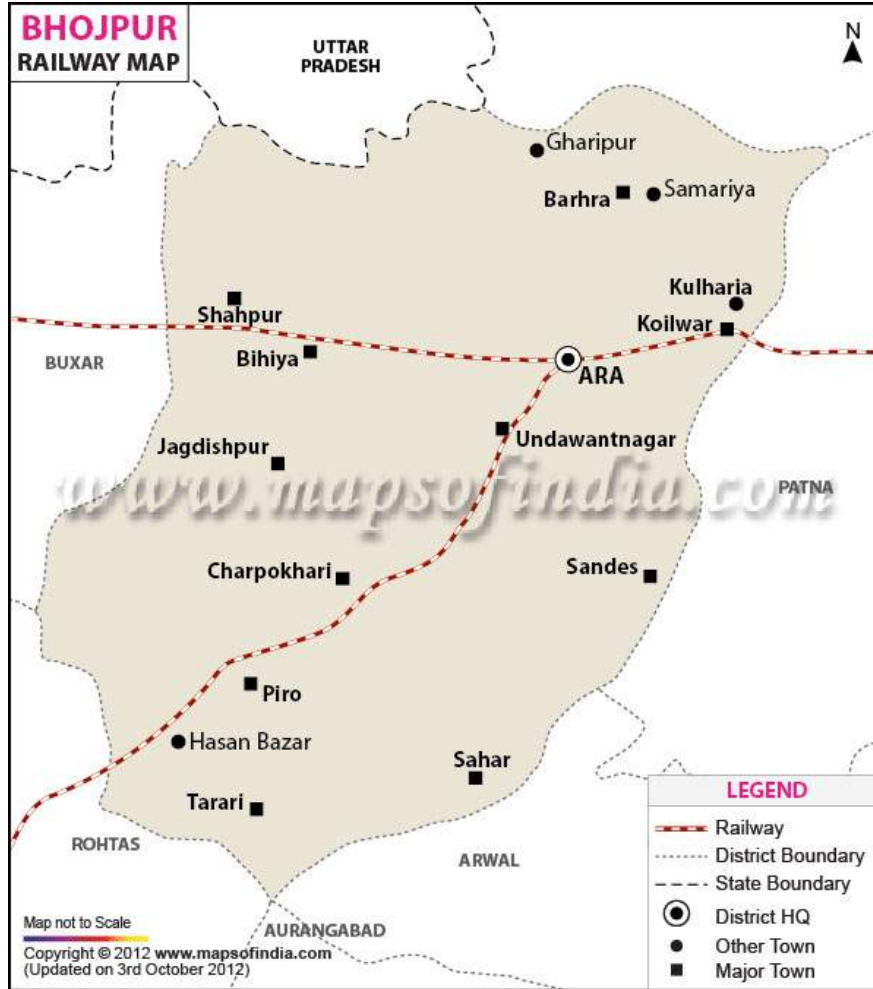 BHOJPUR
RAILWAY MAP
UTTAR
PRADESH
N
Gharipur
Barhra
Samariya
Kulharia
Shahpur
Koilwar
Bihiya
BUXAR
ARA
Undawantnagar
Jagdishpur
www.mapsofindia.com
PATNA
Charpokhari
Sandes
Piro
Hasan Bazar
Sahar
Tarari
ROHTAS
ARWAL
AURANGABAD
LEGEND
Railway
District Boundary
State Boundary
District HQ
Other Town
Major Town
Map not to Scale
Copyright © 2012 www.mapsofindia.com
(Updated on 3rd October 2012)